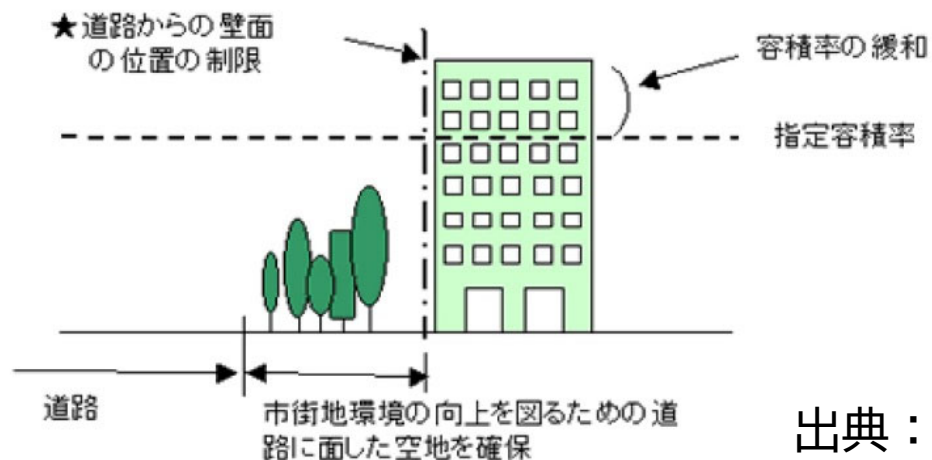 ★道路からの壁面
の位置の制限
容積率の緩和
指定容積率
道路
市街地環境の向上を図るための道
路に面した空地を確保
出典：